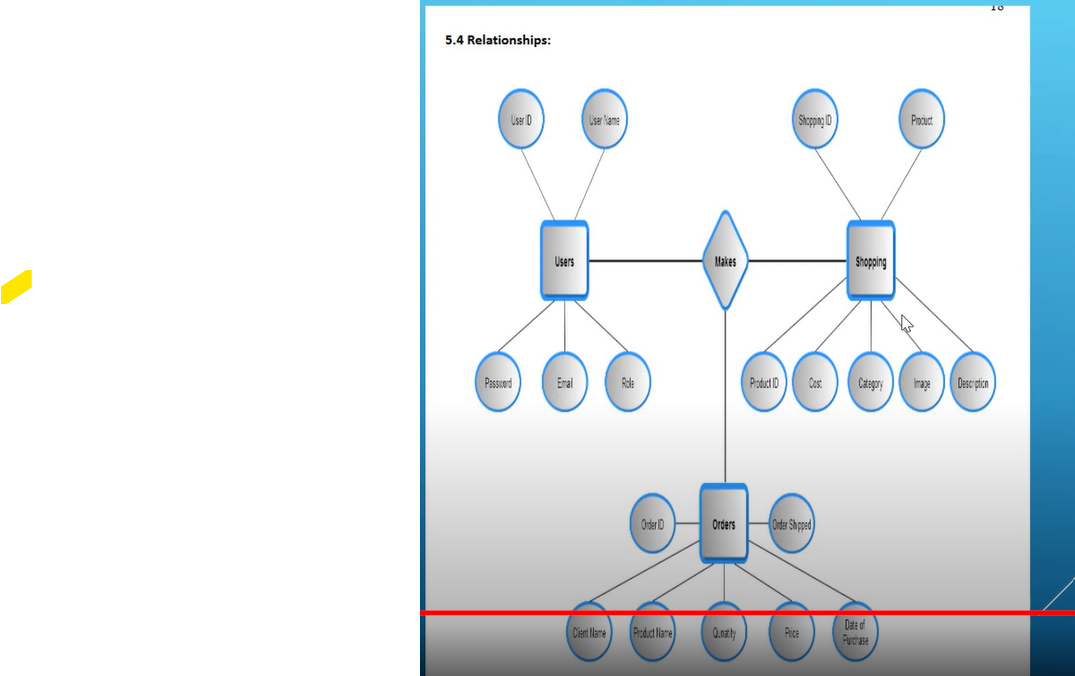 18
5.4 Relationships:
User ID
User Name
Shopping ID
Product
Users
Makes
Shopping
Password
Email
Role
Product ID
Cost
Category
Image
Description
Order ID
Orders
Order Shipped
Client Name
Product Name
Qunatity
Price
Date of
Purchase